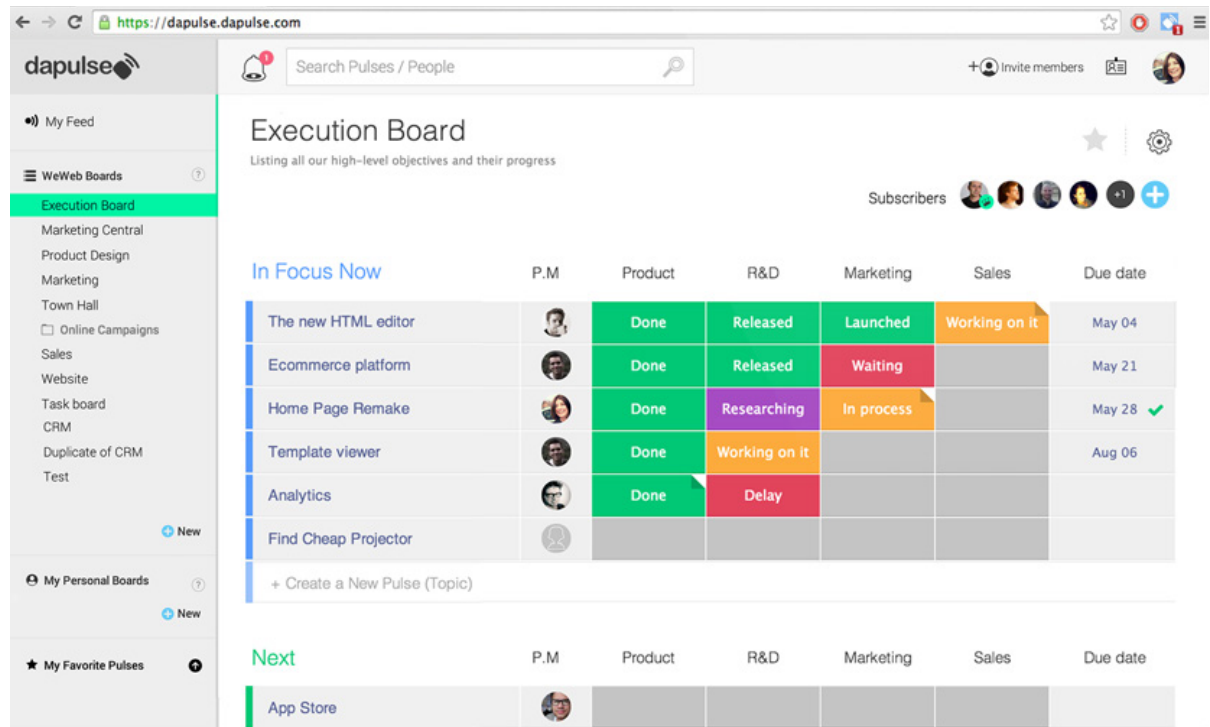 https://dapulse.dapulse.com
1
dapulse
1
Search Pulses / People
+ Invite members
My Feed
WeWeb Boards ?
Execution Board
Marketing Central
Product Design
Marketing
Town Hall
Online Campaigns
Sales
Website
Task board
CRM
Duplicate of CRM
Test
+ New
My Personal Boards ?
+ New
My Favorite Pulses
Execution Board
Listing all our high-level objectives and their progress
Subscribers +1 +
In Focus Now P.M Product R&D Marketing Sales Due date
The new HTML editor Done Released Launched Working on it May 04
Ecommerce platform Done Released Waiting May 21
Home Page Remake Done Researching In process May 28
Template viewer Done Working on it Aug 06
Analytics Done Delay
Find Cheap Projector
+ Create a New Pulse (Topic)
Next P.M Product R&D Marketing Sales Due date
App Store